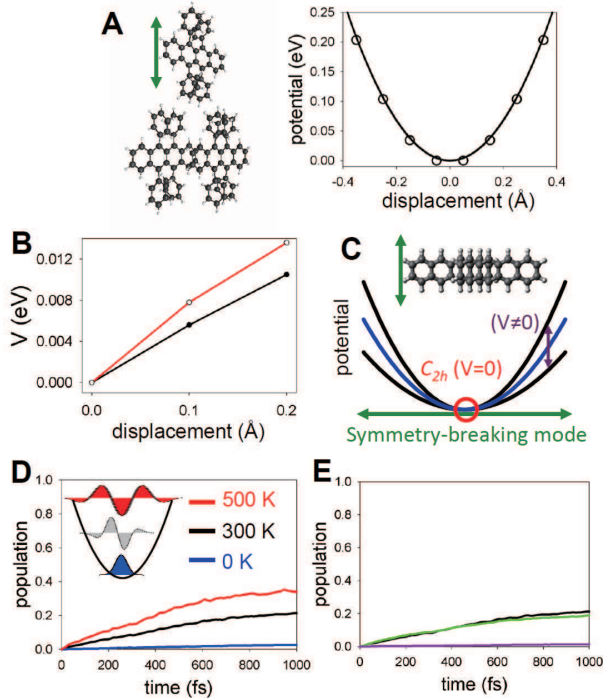 A
potential (eV)
0.25
0.20
0.15
0.10
0.05
0.00
-0.4 -0.2 0.0 0.2 0.4
displacement (Å)
B
V (eV)
0.012
0.008
0.004
0.000
0.0 0.1 0.2
displacement (Å)
C
potential
(V≠0)
C2h (V=0)
Symmetry-breaking mode
D
population
1.0
0.8
0.6
0.4
0.2
0.0
500 K
300 K
0 K
0 200 400 600 800 1000
time (fs)
E
population
1.0
0.8
0.6
0.4
0.2
0.0
0 200 400 600 800 1000
time (fs)